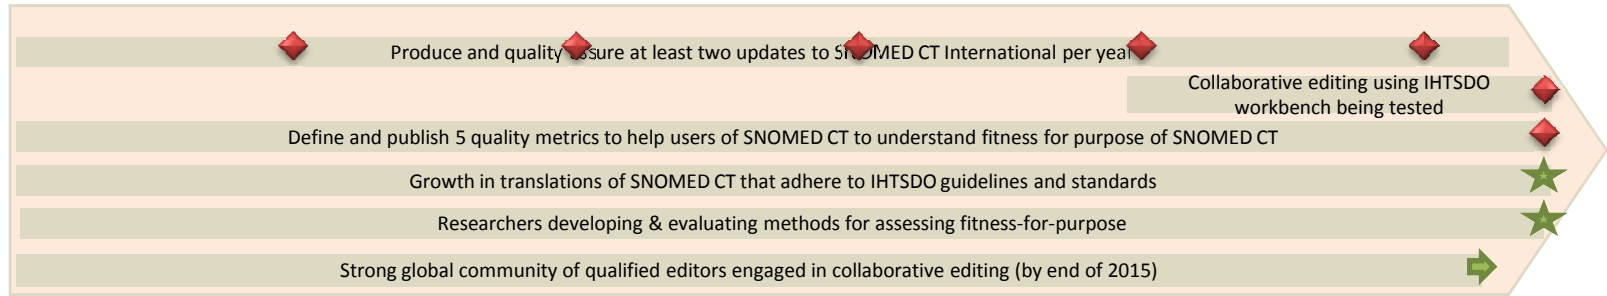 Produce and quality assure at least two updates to SNOMED CT International per year
Collaborative editing using IHTSDO
workbench being tested
Define and publish 5 quality metrics to help users of SNOMED CT to understand fitness for purpose of SNOMED CT
Growth in translations of SNOMED CT that adhere to IHTSDO guidelines and standards
Researchers developing & evaluating methods for assessing fitness-for-purpose
Strong global community of qualified editors engaged in collaborative editing (by end of 2015)